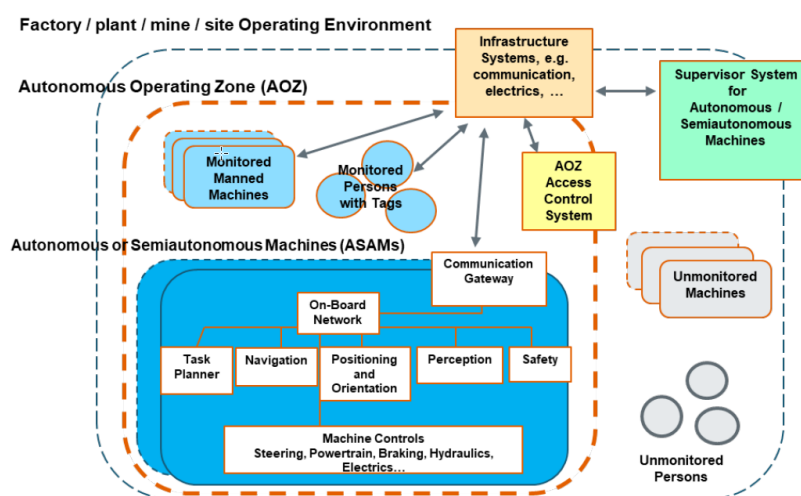 Factory / plant / mine / site Operating Environment
Infrastructure
Systems, e.g.
communication,
electrics, ...
Supervisor System
for
Autonomous /
Semiautonomous
Machines
Autonomous Operating Zone (AOZ)
Monitored
Manned
Machines
Monitored
Persons
with Tags
AOZ
Access
Control
System
Autonomous or Semiautonomous Machines (ASAMs)
Communication
Gateway
Unmonitored
Machines
On-Board
Network
Task
Planner
Navigation
Positioning
and
Orientation
Perception
Safety
Machine Controls
Steering, Powertrain, Braking, Hydraulics,
Electrics...
Unmonitored
Persons